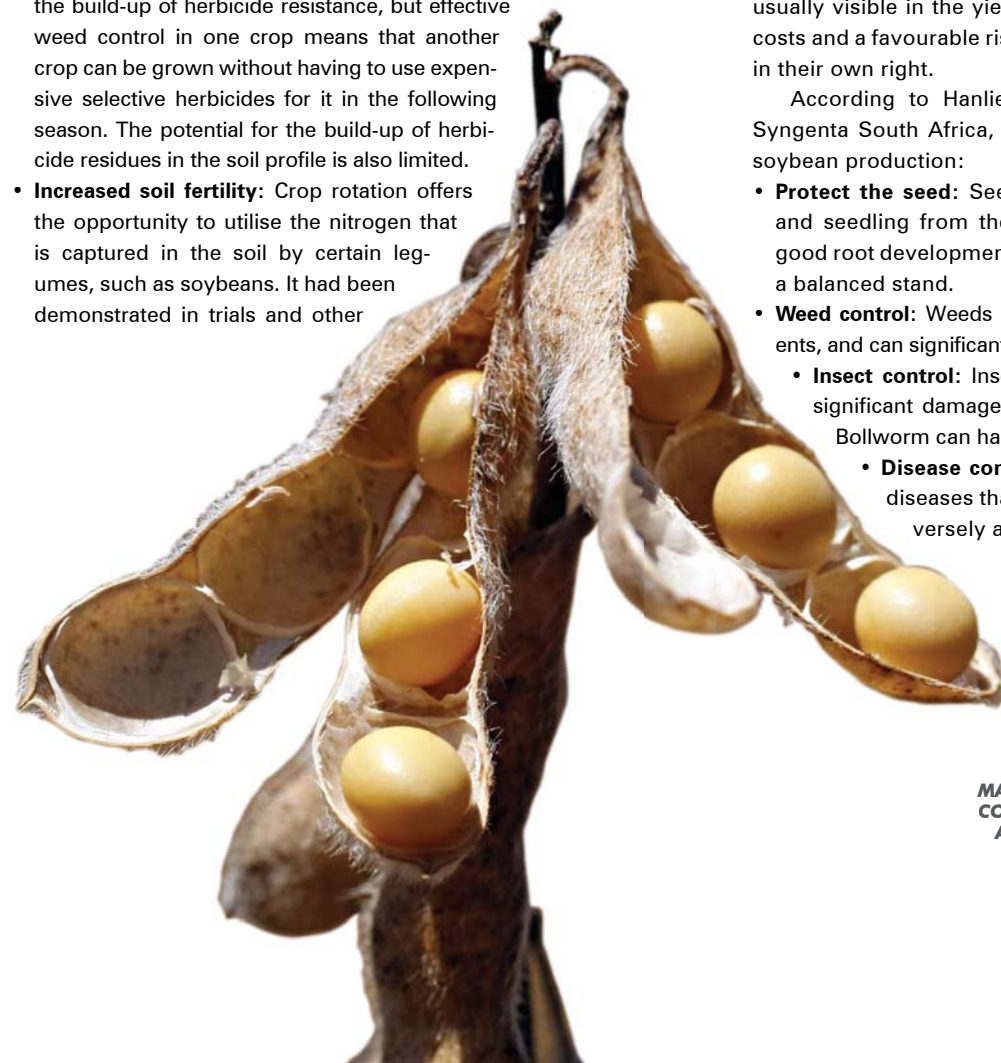 the build-up of herbicide resistance, but effective
weed control in one crop means that another
crop can be grown without having to use expen-
sive selective herbicides for it in the following
season. The potential for the build-up of herbi-
cide residues in the soil profile is also limited.
• Increased soil fertility: Crop rotation offers
the opportunity to utilise the nitrogen that
is captured in the soil by certain leg-
umes, such as soybeans. It had been
demonstrated in trials and other
usually visible in the yie
costs and a favourable ris
in their own right.
According to Hanlie
Syngenta South Africa,
soybean production:
• Protect the seed: See
and seedling from the
good root developmen
a balanced stand.
• Weed control: Weeds
ents, and can significant
• Insect control: Inse
significant damage
Bollworm can ha
• Disease con
diseases tha
versely a
MA
CO
A